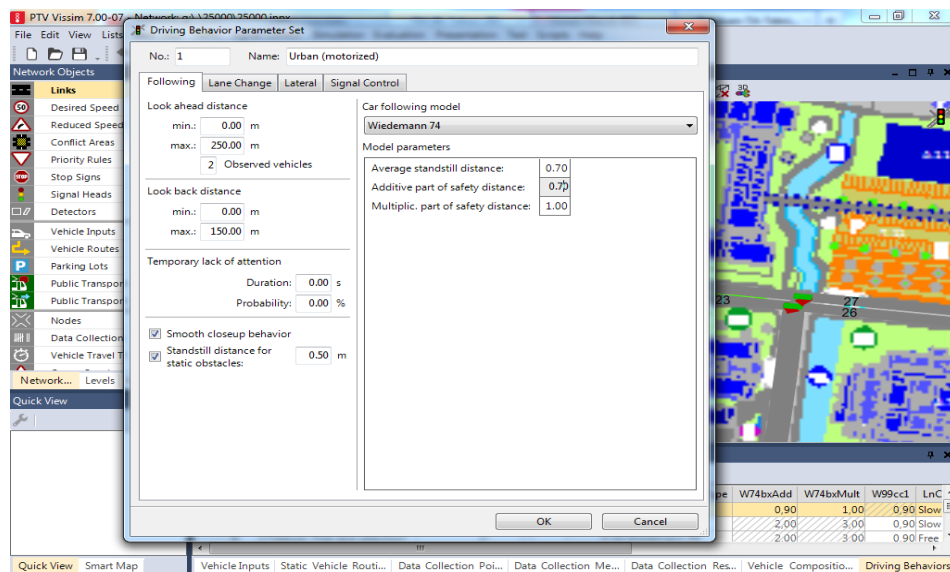 PTV Vissim 7.00-07 - Network: g:\.\25000\25000.inpx
File Edit View Lists
Driving Behavior Parameter Set
No.: 1 Name: Urban (motorized)
Following Lane Change Lateral Signal Control
Look ahead distance
min.: 0.00 m
max.: 250.00 m
2 Observed vehicles
Look back distance
min.: 0.00 m
max.: 150.00 m
Temporary lack of attention
Duration: 0.00 s
Probability: 0.00 %
Smooth closeup behavior
Standstill distance for
static obstacles: 0.50 m
Car following model
Wiedemann 74
Model parameters
Average standstill distance: 0.70
Additive part of safety distance: 0.70
Multiplic. part of safety distance: 1.00
OK Cancel
Network Objects
Links
Desired Speed
Reduced Speed
Conflict Areas
Priority Rules
Stop Signs
Signal Heads
Detectors
Vehicle Inputs
Vehicle Routes
Parking Lots
Public Transpor
Public Transpor
Nodes
Data Collection
Vehicle Travel T
Network... Levels
Quick View
3D
23
27
26
pe W74bxAdd W74bxMult W99cc1 LnC
0,90 1,00 0,90 Slow
2,00 3,00 0,90 Slow
2,00 3,00 0,90 Free
Quick View Smart Map
Vehicle Inputs Static Vehicle Routi... Data Collection Poi... Data Collection Me... Data Collection Res... Vehicle Compositio... Driving Behaviors